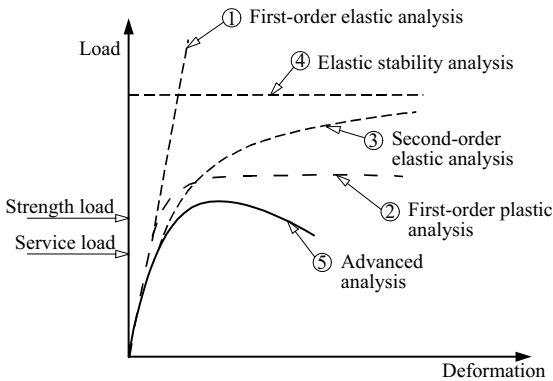 ① First-order elastic analysis
Load
④ Elastic stability analysis
③ Second-order
elastic analysis
Strength load
② First-order plastic
analysis
Service load
⑤ Advanced
analysis
Deformation